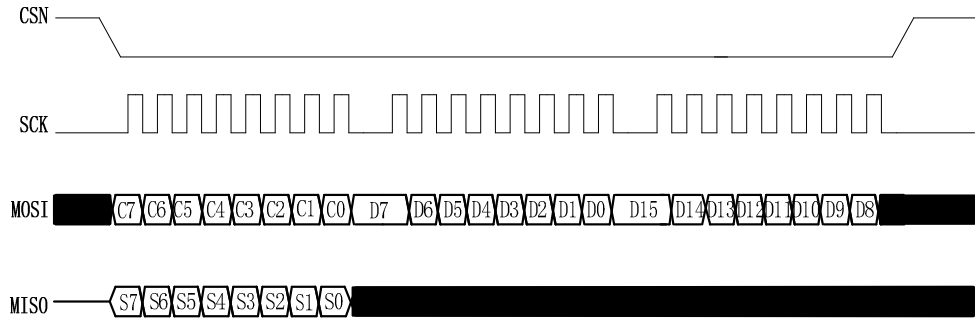 CSN
SCK
MOSI C7 C6 C5 C4 C3 C2 C1 C0 D7 D6 D5 D4 D3 D2 D1 D0 D15 D14 D13 D12 D11 D10 D9 D8
MISO S7 S6 S5 S4 S3 S2 S1 S0